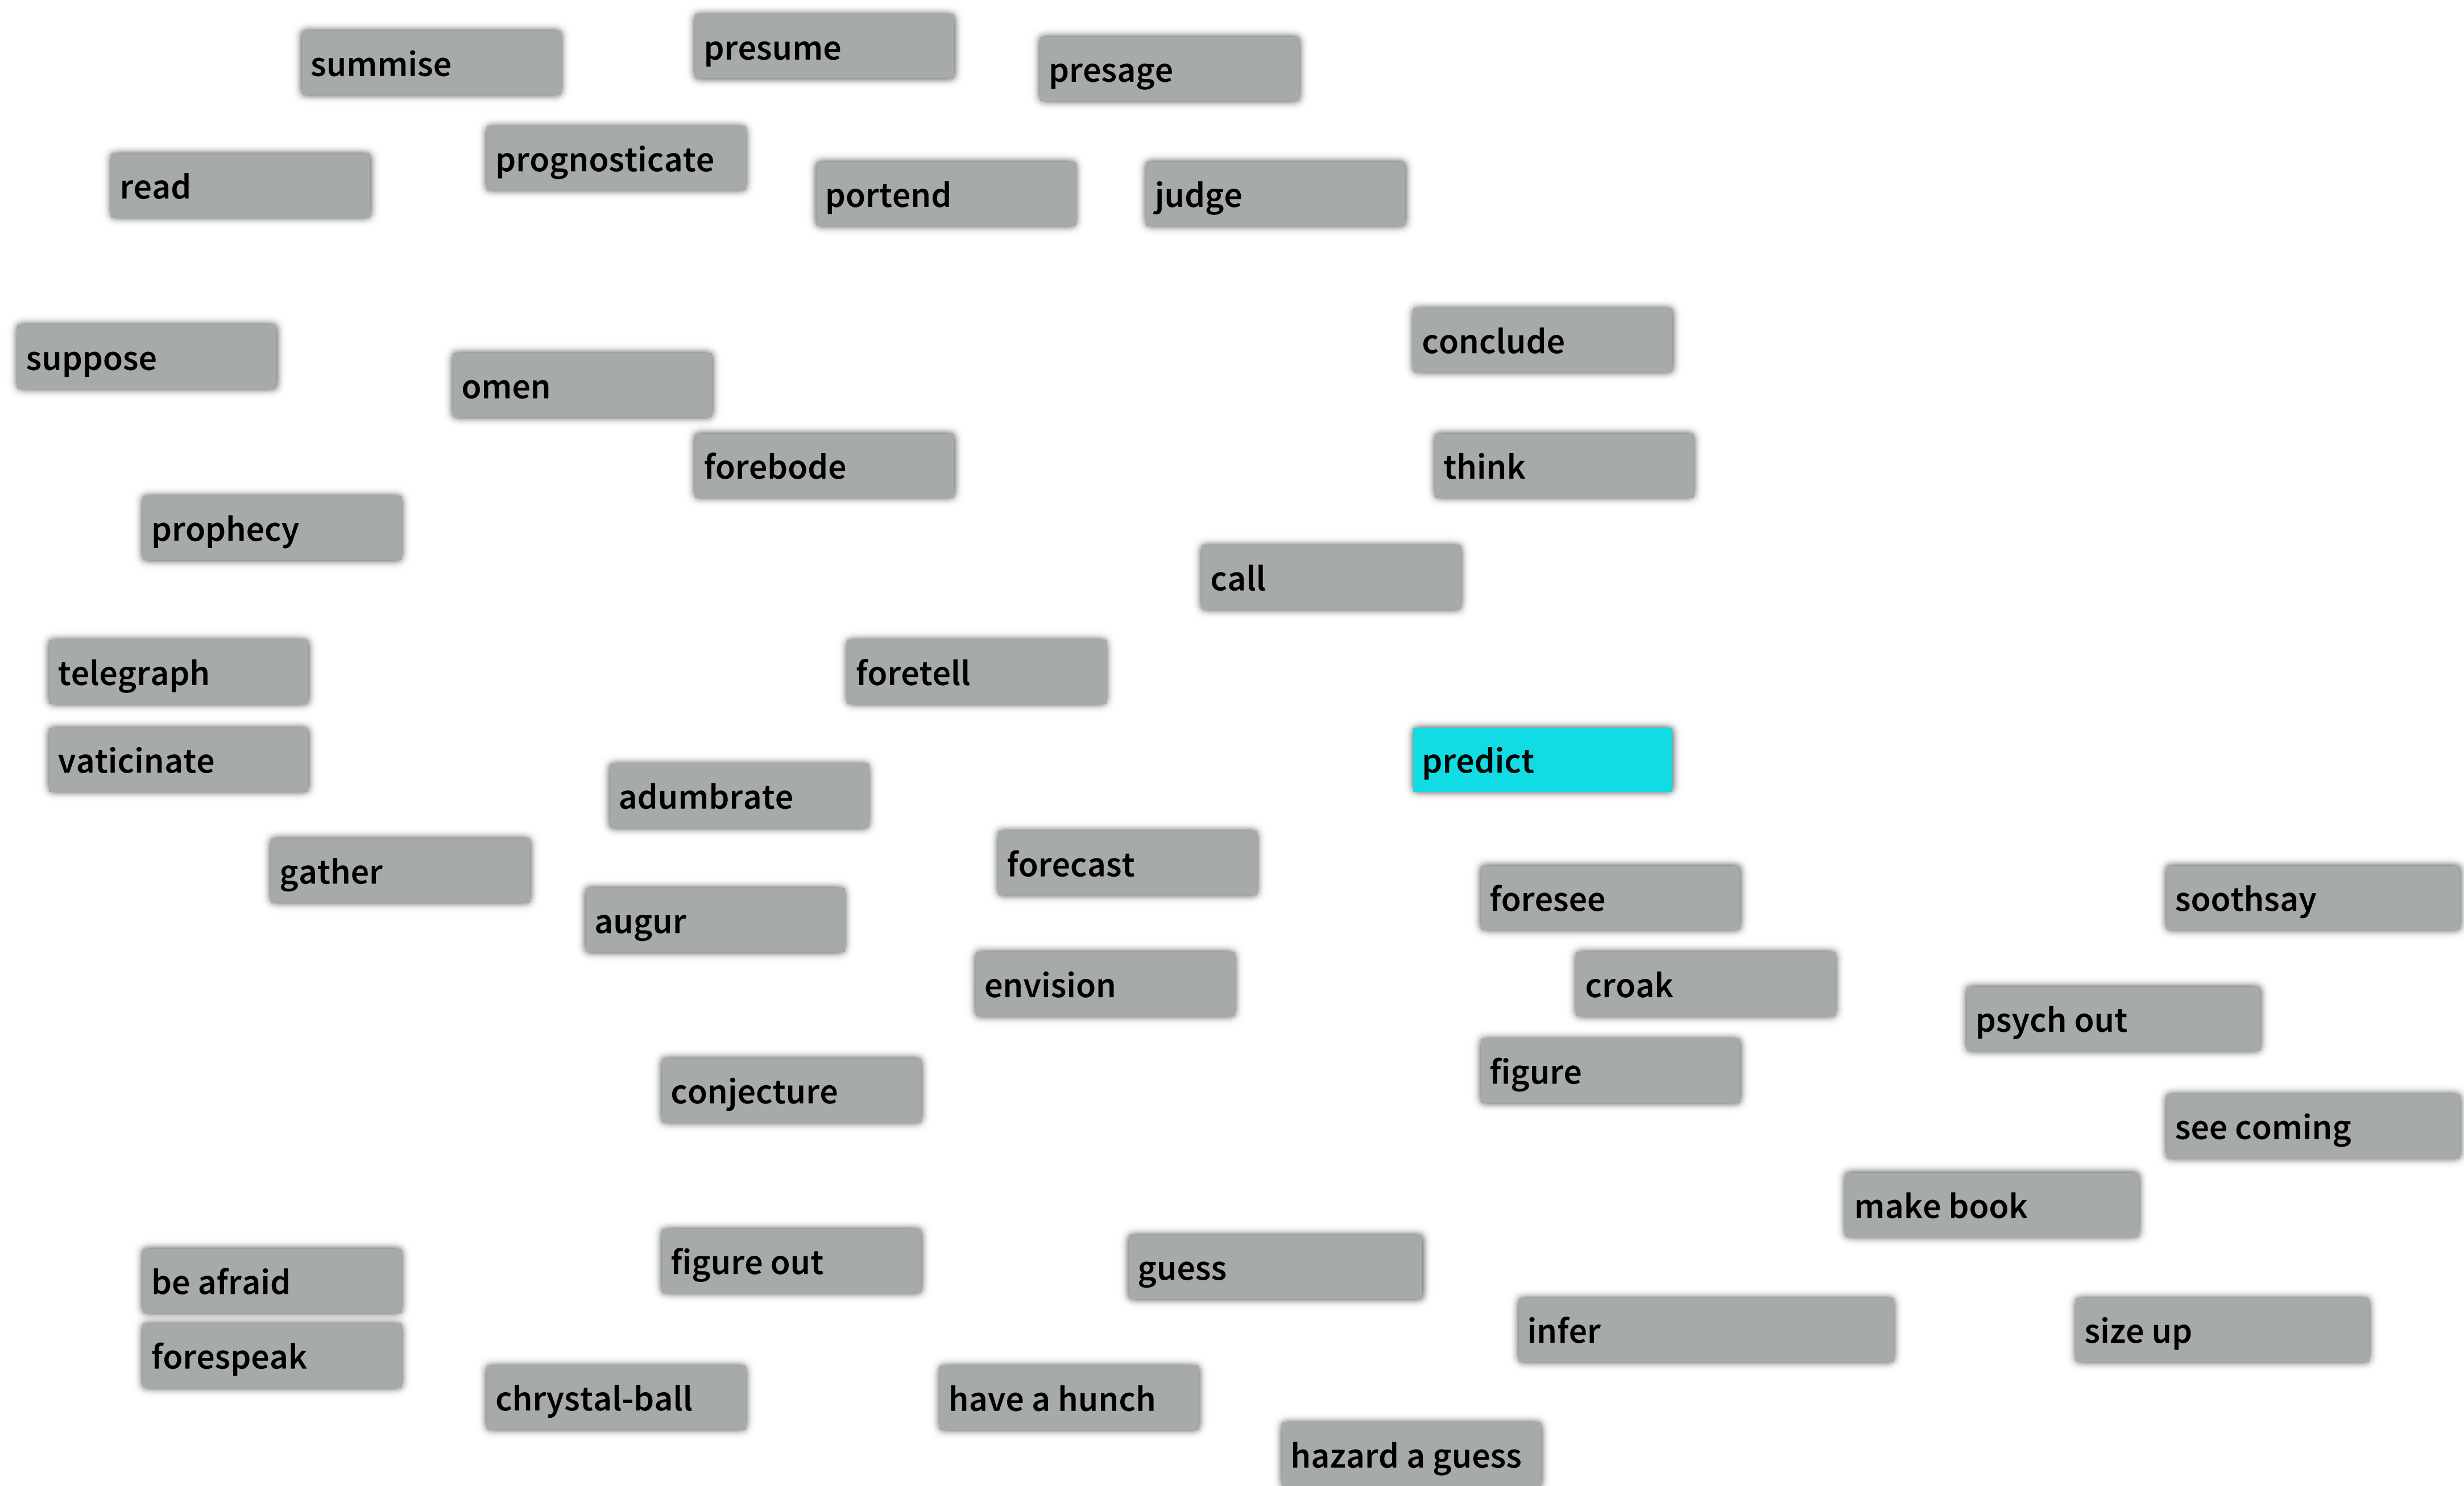 summise
presume
presage
read
prognosticate
portend
judge
suppose
omen
conclude
forebode
think
prophecy
call
telegraph
foretell
vaticinate
adumbrate
predict
gather
augur
forecast
foresee
soothsay
envision
croak
psych out
conjecture
figure
see coming
make book
be afraid
figure out
guess
infer
size up
forespeak
chrystal-ball
have a hunch
hazard a guess